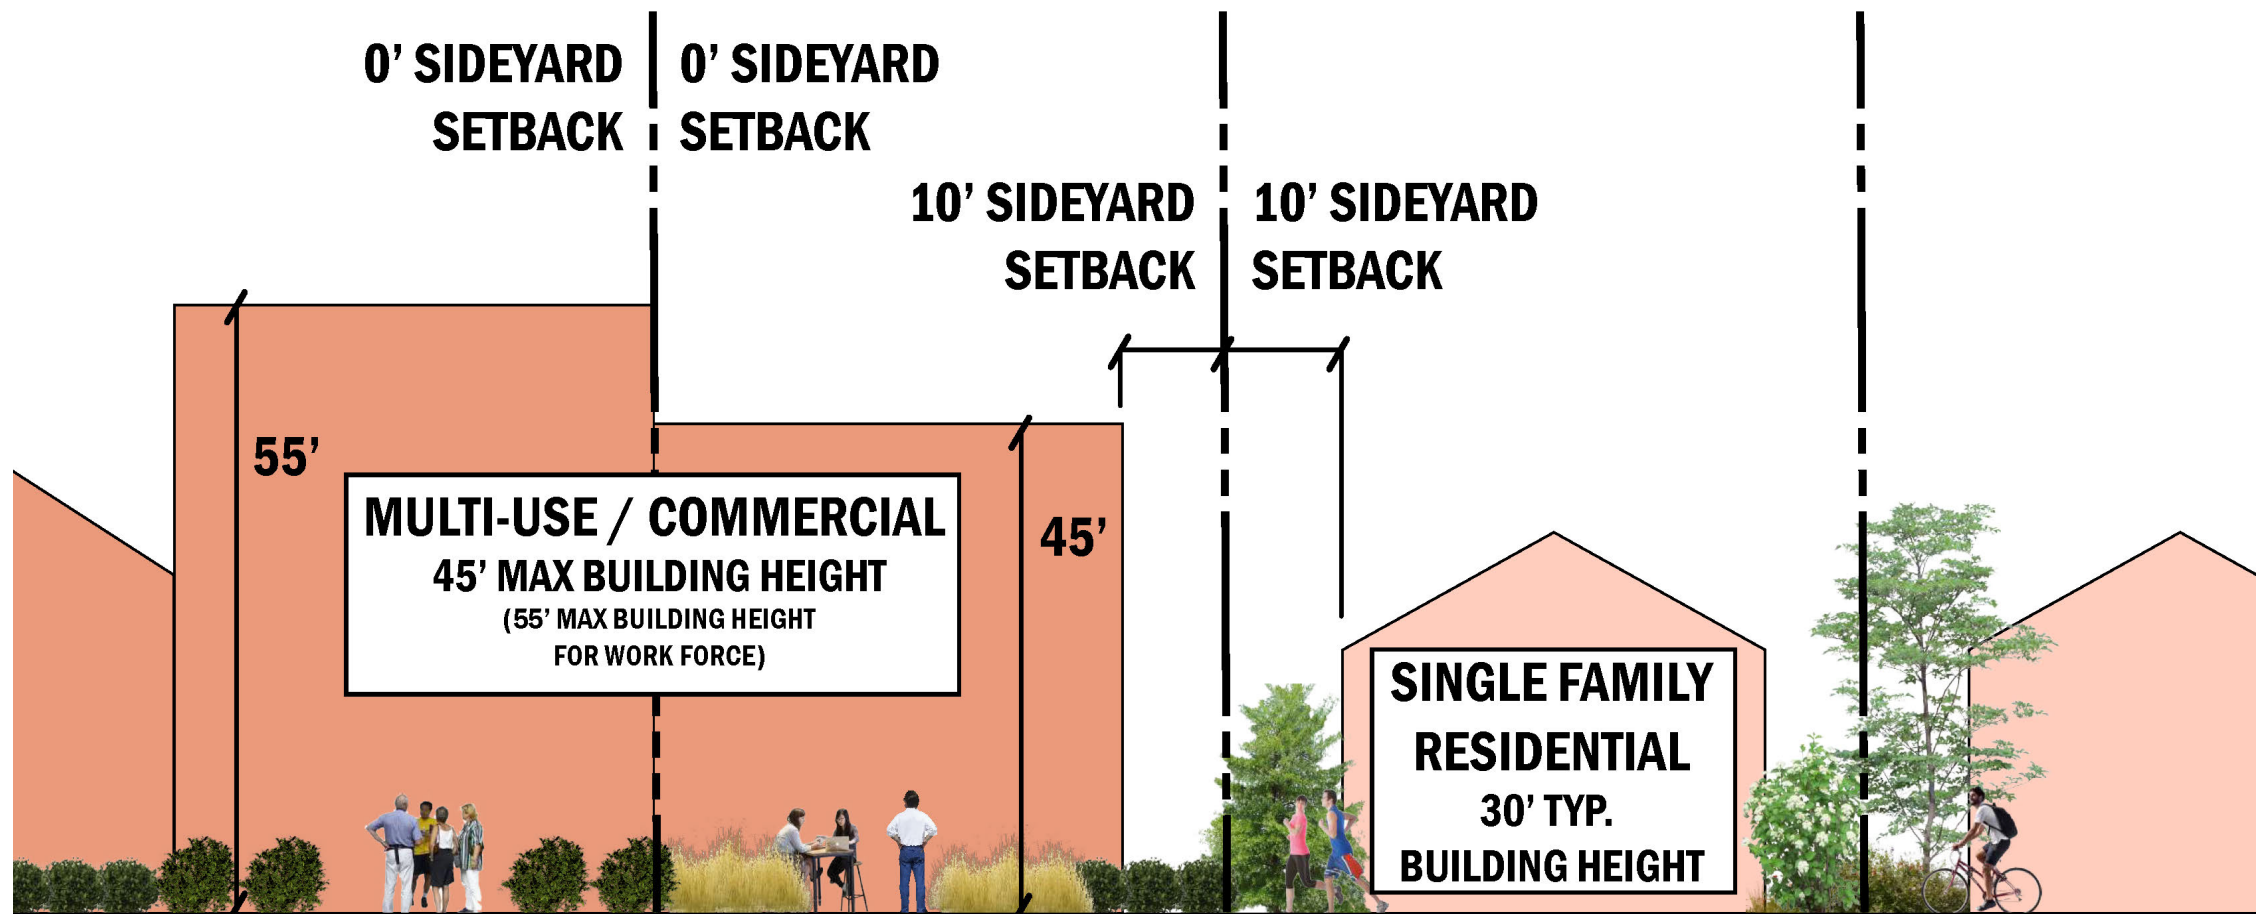 0’ SIDEYARD
SETBACK
0’ SIDEYARD
SETBACK
10’ SIDEYARD
SETBACK
10’ SIDEYARD
SETBACK
55’
MULTI-USE / COMMERCIAL
45’ MAX BUILDING HEIGHT
(55’ MAX BUILDING HEIGHT
FOR WORK FORCE)
45’
SINGLE FAMILY
RESIDENTIAL
30’ TYP.
BUILDING HEIGHT